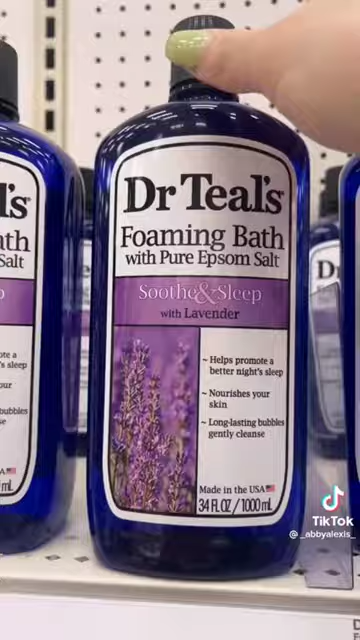 Dr Teal's
Foaming Bath
with Pure Epsom Salt
Soothe & Sleep
with Lavender
~ Helps promote a
better night's sleep
~ Nourishes your
skin
~ Long-lasting bubbles
gently cleanse
Made in the USA
34 FL OZ / 1000 mL
TikTok
@_abbyalexis_